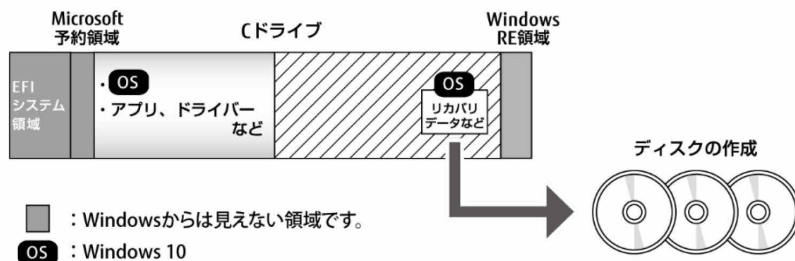 Microsoft
予約領域
Cドライブ
Windows
RE領域
EFI
システム
領域
・OS
・アプリ、ドライバー
など
OS
リカバリ
データなど
ディスクの作成
：Windowsからは見えない領域です。
OS ：Windows 10